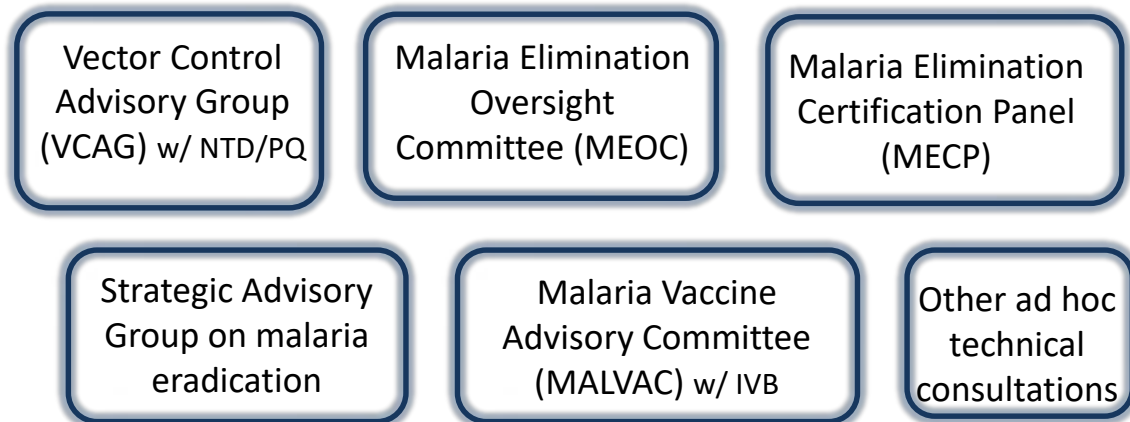 Vector Control
Advisory Group
(VCAG) w/ NTD/PQ
Malaria Elimination
Oversight
Committee (MEOC)
Malaria Elimination
Certification Panel
(MECP)
Strategic Advisory
Group on malaria
eradication
Malaria Vaccine
Advisory Committee
(MALVAC) w/ IVB
Other ad hoc
technical
consultations